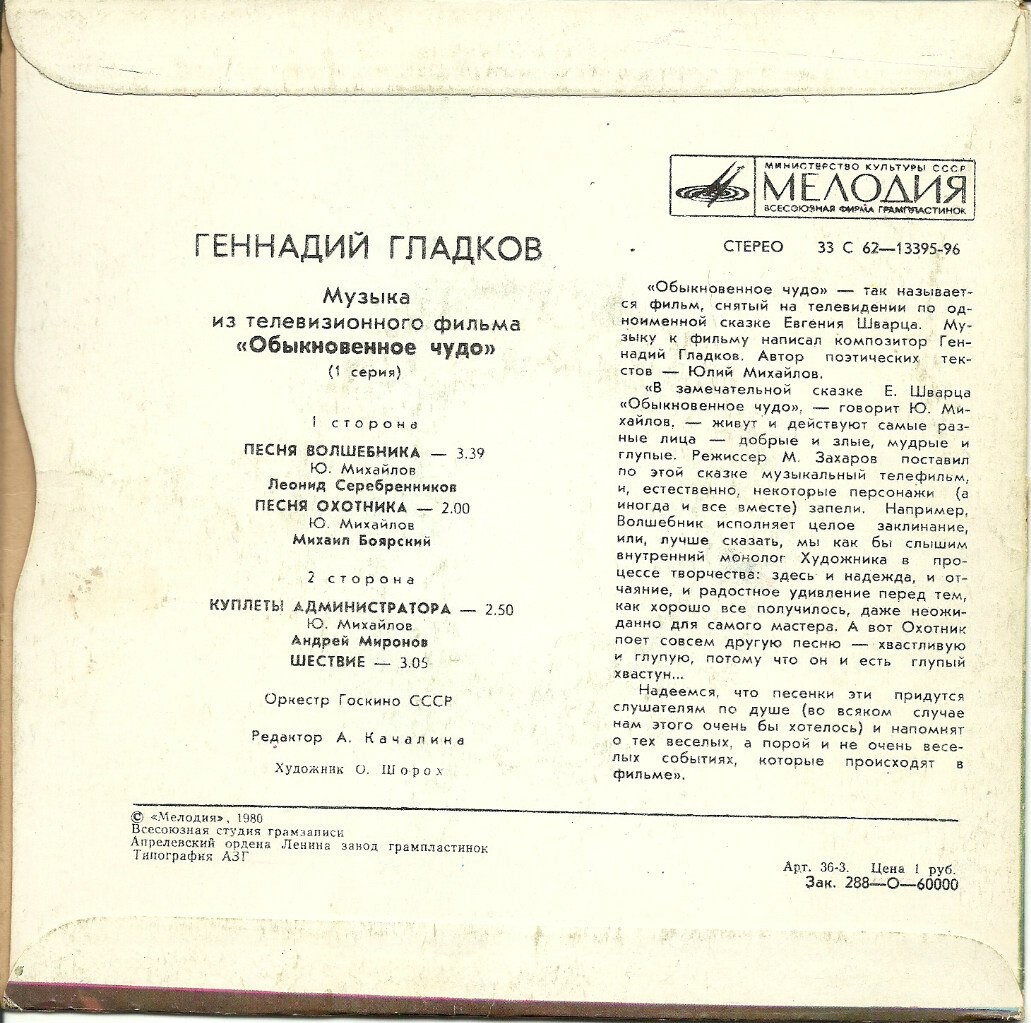 МИНИСТЕРСТВО КУЛЬТУРЫ СССР
МЕЛОДИЯ
ВСЕСОЮЗНАЯ ФИРМА ГРАМПЛАСТИНОК
СТЕРЕО 33 С 62—13395-96
ГЕННАДИЙ ГЛАДКОВ
Музыка
из телевизионного фильма
«Обыкновенное чудо»
(1 серия)
1 сторона
ПЕСНЯ ВОЛШЕБНИКА — 3.39
Ю. Михайлов
Леонид Серебренников
ПЕСНЯ ОХОТНИКА — 2.00
Ю. Михайлов
Михаил Боярский
2 сторона
КУПЛЕТЫ АДМИНИСТРАТОРА — 2.50
Ю. Михайлов
Андрей Миронов
ШЕСТВИЕ — 3.05
Оркестр Госкино СССР
Редактор А. Качалина
Художник О. Шорох
«Обыкновенное чудо» — так называет-
ся фильм, снятый на телевидении по од-
ноименной сказке Евгения Шварца. Му-
зыку к фильму написал композитор Ген-
надий Гладков. Автор поэтических тек-
стов — Юлий Михайлов.
«В замечательной сказке Е. Шварца
«Обыкновенное чудо», — говорит Ю. Ми-
хайлов, — живут и действуют самые раз-
ные лица — добрые и злые, мудрые и
глупые. Режиссер М. Захаров поставил
по этой сказке музыкальный телефильм,
и, естественно, некоторые персонажи (а
иногда и все вместе) запели. Например,
Волшебник исполняет целое заклинание,
или, лучше сказать, мы как бы слышим
внутренний монолог Художника в про-
цессе творчества: здесь и надежда, и от-
чаяние, и радостное удивление перед тем,
как хорошо все получилось, даже неожи-
данно для самого мастера. А вот Охотник
поет совсем другую песню — хвастливую
и глупую, потому что он и есть глупый
хвастун...
Надеемся, что песенки эти придутся
слушателям по душе (во всяком случае
нам этого очень бы хотелось) и напомнят
о тех веселых, а порой и не очень весе-
лых событиях, которые происходят в
фильме».
© «Мелодия», 1980
Всесоюзная студия грамзаписи
Апрелевский ордена Ленина завод грампластинок
Типография АЗГ
Арт. 36-3. Цена 1 руб.
Зак. 288—О—60000